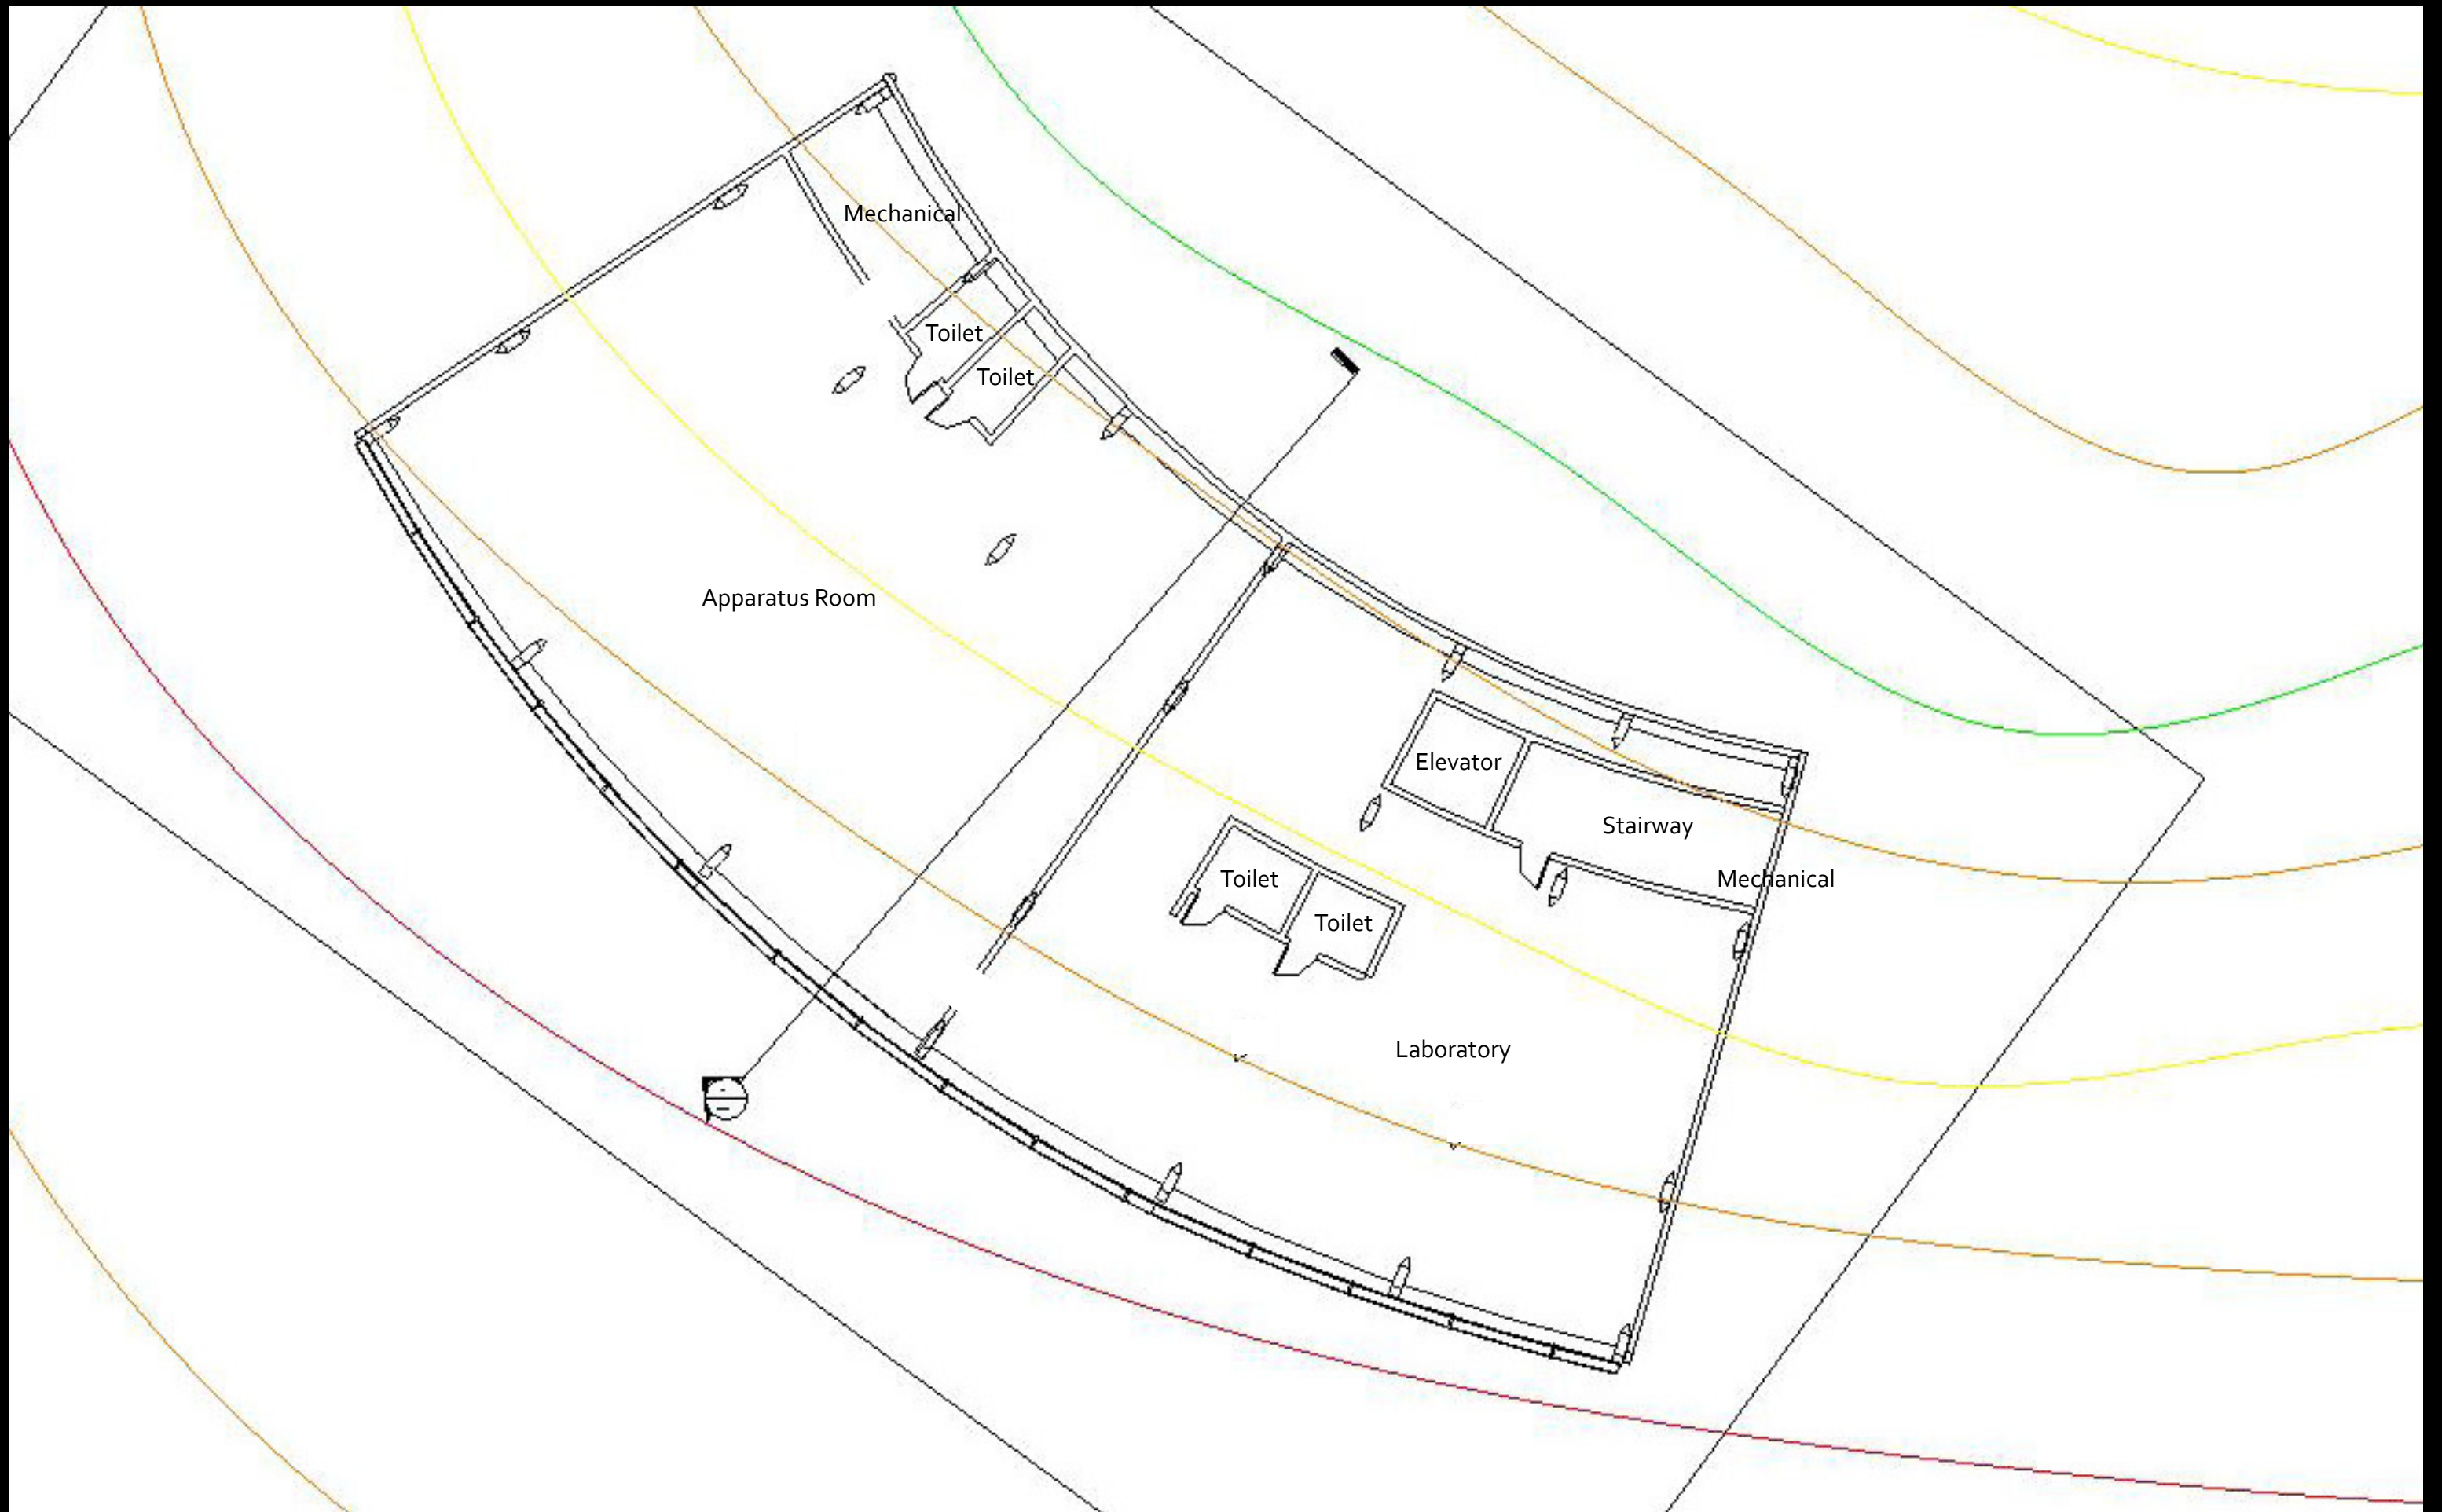 Mechanical
Toilet
Toilet
Apparatus Room
Elevator
Stairway
Toilet
Mechanical
Toilet
Laboratory